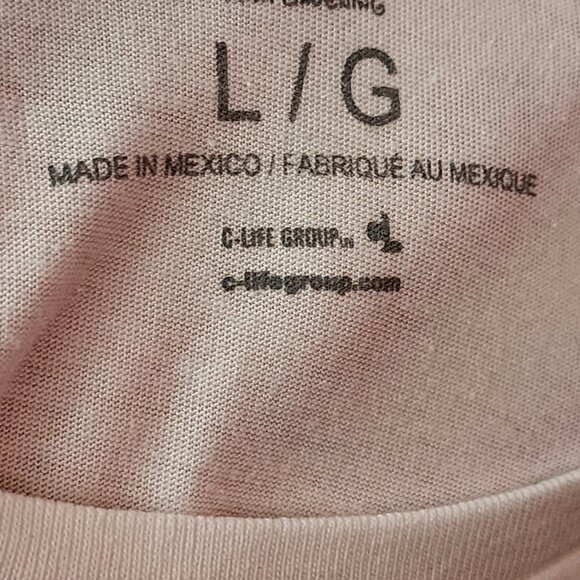 L / G
MADE IN MEXICO / FABRIQUÉ AU MEXIQUE
C-LIFE GROUP
c-lifegroup.com